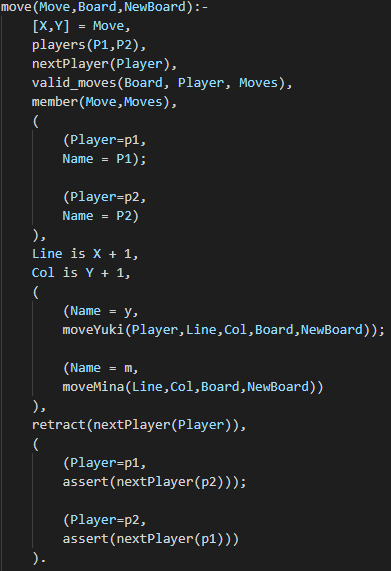 move(Move,Board,NewBoard):-
    [X,Y] = Move,
    players(P1,P2),
    nextPlayer(Player),
    valid_moves(Board, Player, Moves),
    member(Move,Moves),
    (
        (Player=p1,
        Name = P1);

        (Player=p2,
        Name = P2)
    ),
    Line is X + 1,
    Col is Y + 1,
    (
        (Name = y,
        moveYuki(Player,Line,Col,Board,NewBoard));

        (Name = m,
        moveMina(Line,Col,Board,NewBoard))
    ),
    retract(nextPlayer(Player)),
    (
        (Player=p1,
        assert(nextPlayer(p2)));

        (Player=p2,
        assert(nextPlayer(p1)))
    ).